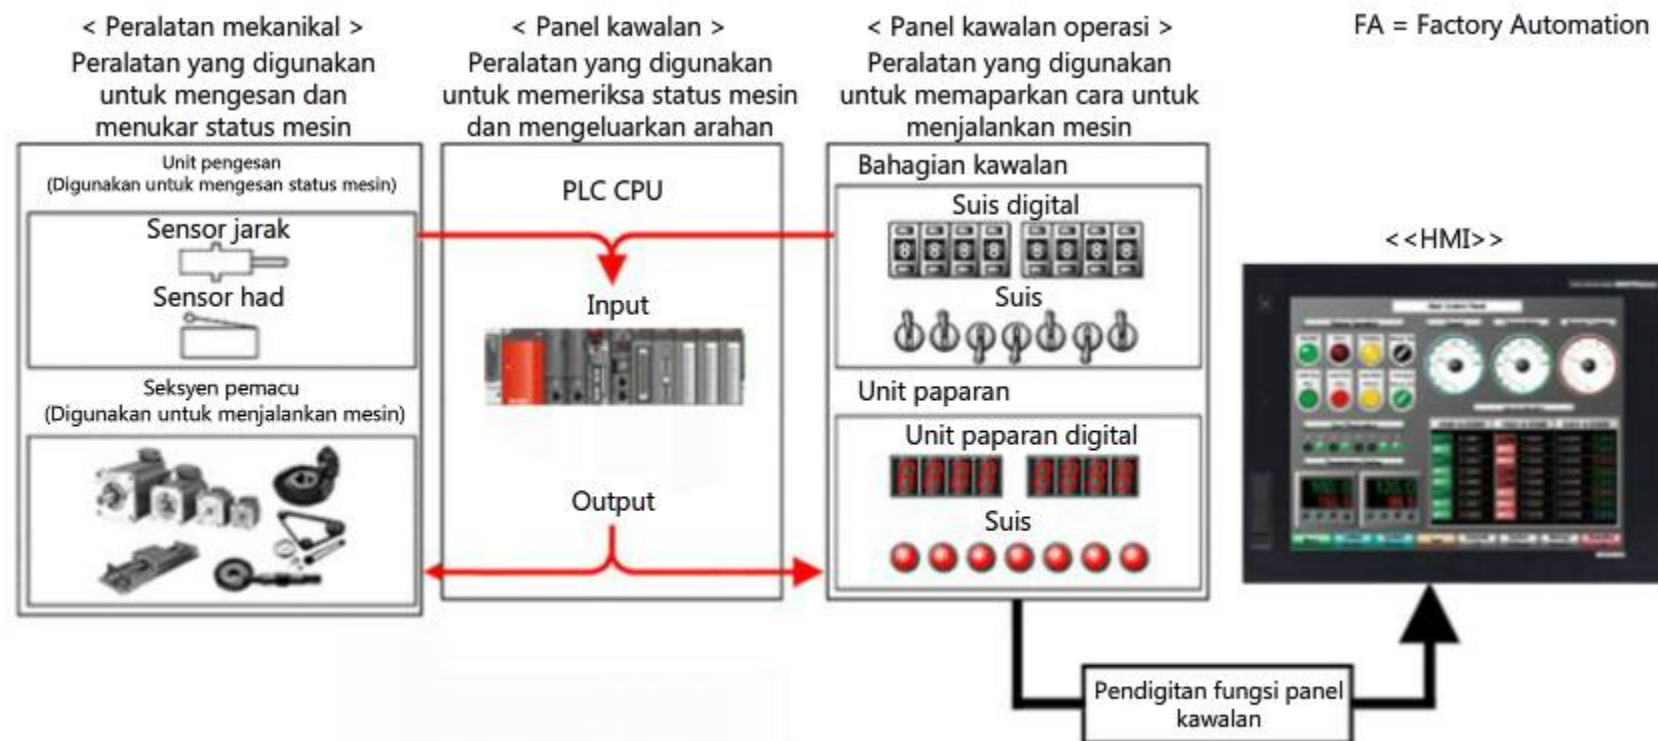 < Peralatan mekanikal >
Peralatan yang digunakan
untuk mengesan dan
menukar status mesin
Unit pengesan
(Digunakan untuk mengesan status mesin)
Sensor jarak
Sensor had
Seksyen pemacu
(Digunakan untuk menjalankan mesin)
< Panel kawalan >
Peralatan yang digunakan
untuk memeriksa status mesin
dan mengeluarkan arahan
PLC CPU
Input
Output
< Panel kawalan operasi >
Peralatan yang digunakan
untuk memaparkan cara untuk
menjalankan mesin
Bahagian kawalan
Suis digital
Suis
Unit paparan
Unit paparan digital
Suis
FA = Factory Automation
<<HMI>>
Pendigitan fungsi panel
kawalan